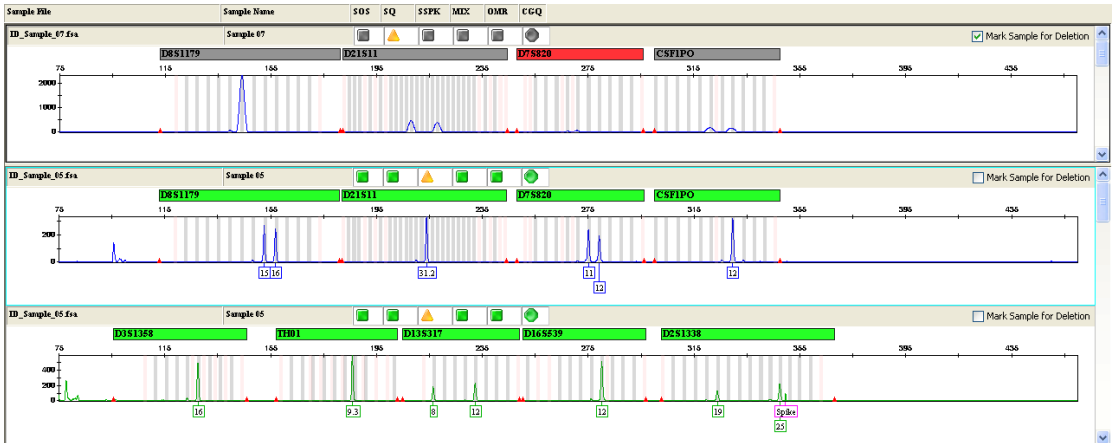 Sample File Sample Name SOS SQ SSPK MIX OMR CGQ
ID_Sample_07.fsa Sample 07 Mark Sample for Deletion
D8S1179 D21S11 D7S820 CSF1PO
75 115 155 195 235 275 315 355 395 435
2000
1000
0
ID_Sample_05.fsa Sample 05 Mark Sample for Deletion
D8S1179 D21S11 D7S820 CSF1PO
75 115 155 195 235 275 315 355 395 435
200
0
15 16 31.2 11 12
12
ID_Sample_05.fsa Sample 05 Mark Sample for Deletion
D3S1358 TH01 D13S317 D16S539 D2S1338
75 115 155 195 235 275 315 355 395 435
400
200
0
16 9.3 8 12 12 19 Spike
25